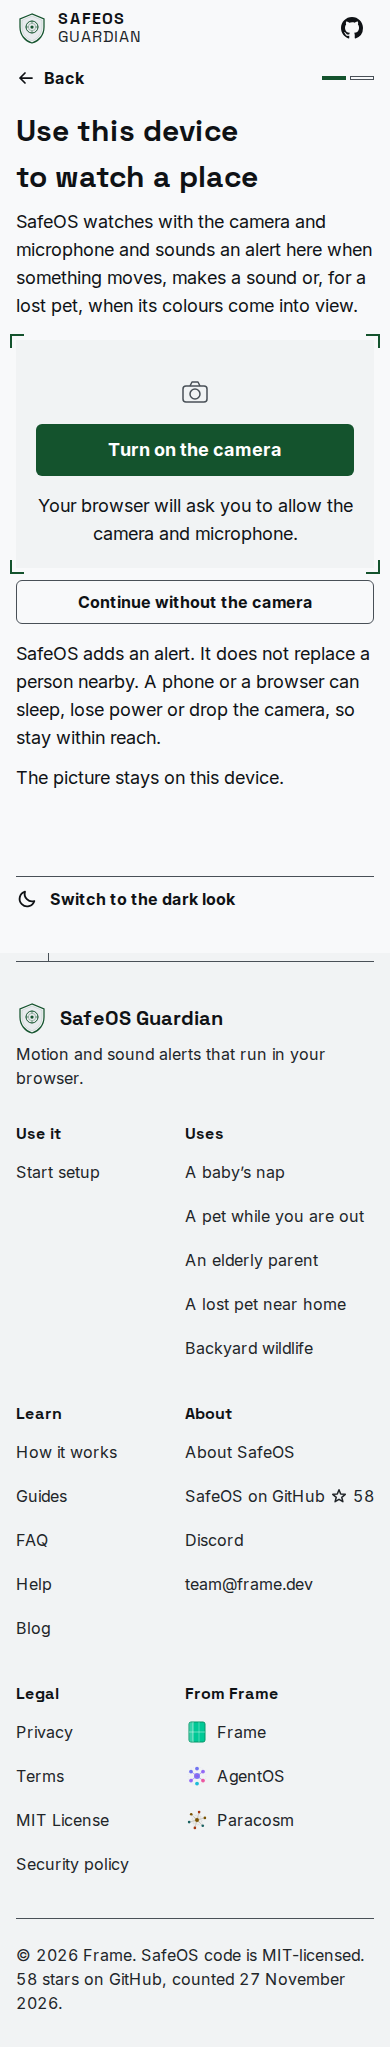 SAFEOS
GUARDIAN
Back
Use this device
to watch a place
SafeOS watches with the camera and
microphone and sounds an alert here when
something moves, makes a sound or, for a
lost pet, when its colours come into view.
Turn on the camera
Your browser will ask you to allow the
camera and microphone.
Continue without the camera
SafeOS adds an alert. It does not replace a
person nearby. A phone or a browser can
sleep, lose power or drop the camera, so
stay within reach.
The picture stays on this device.
Switch to the dark look
SafeOS Guardian
Motion and sound alerts that run in your
browser.
Use it
Start setup
Uses
A baby’s nap
A pet while you are out
An elderly parent
A lost pet near home
Backyard wildlife
Learn
How it works
Guides
FAQ
Help
Blog
About
About SafeOS
SafeOS on GitHub ☆ 58
Discord
team@frame.dev
Legal
Privacy
Terms
MIT License
Security policy
From Frame
Frame
AgentOS
Paracosm
© 2026 Frame. SafeOS code is MIT-licensed.
58 stars on GitHub, counted 27 November
2026.